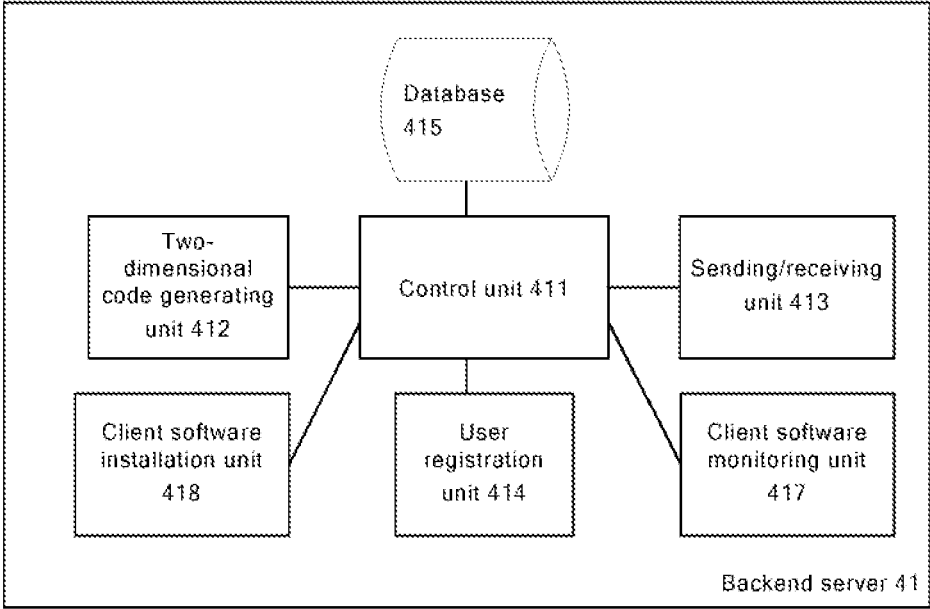 Database
415
Two-
dimensional
code generating
unit 412
Control unit 411
Sending/receiving
unit 413
Client software
installation unit
418
User
registration
unit 414
Client software
monitoring unit
417
Backend server 41